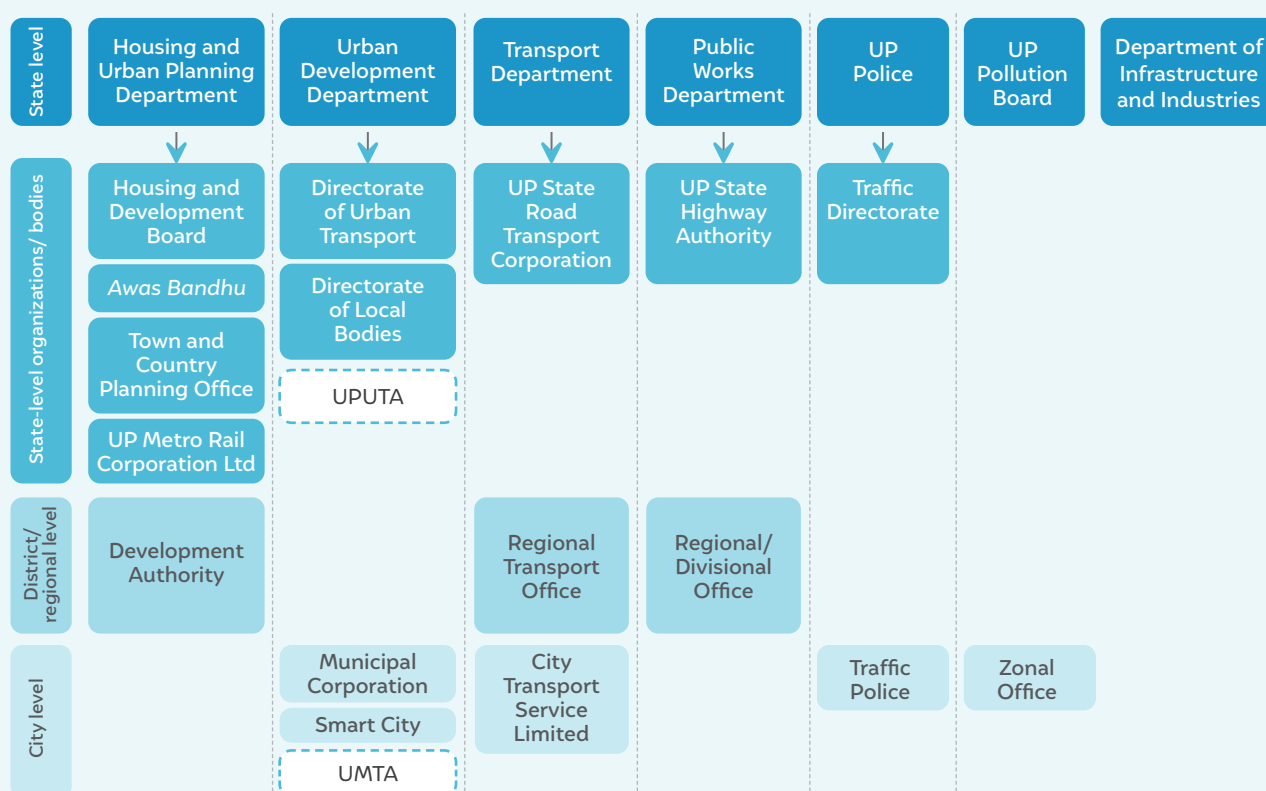 State level
Housing and
Urban Planning
Department
Urban
Development
Department
Transport
Department
Public
Works
Department
UP
Police
UP
Pollution
Board
Department of
Infrastructure
and Industries
State-level organizations/ bodies
Housing and
Development
Board
Awas Bandhu
Town and
Country
Planning Office
UP Metro Rail
Corporation Ltd
Directorate
of Urban
Transport
Directorate
of Local
Bodies
UPUTA
UP State
Road
Transport
Corporation
UP State
Highway
Authority
Traffic
Directorate
District/
regional level
Development
Authority
Regional
Transport
Office
Regional/
Divisional
Office
City level
Municipal
Corporation
Smart City
UMTA
City
Transport
Service
Limited
Traffic
Police
Zonal
Office